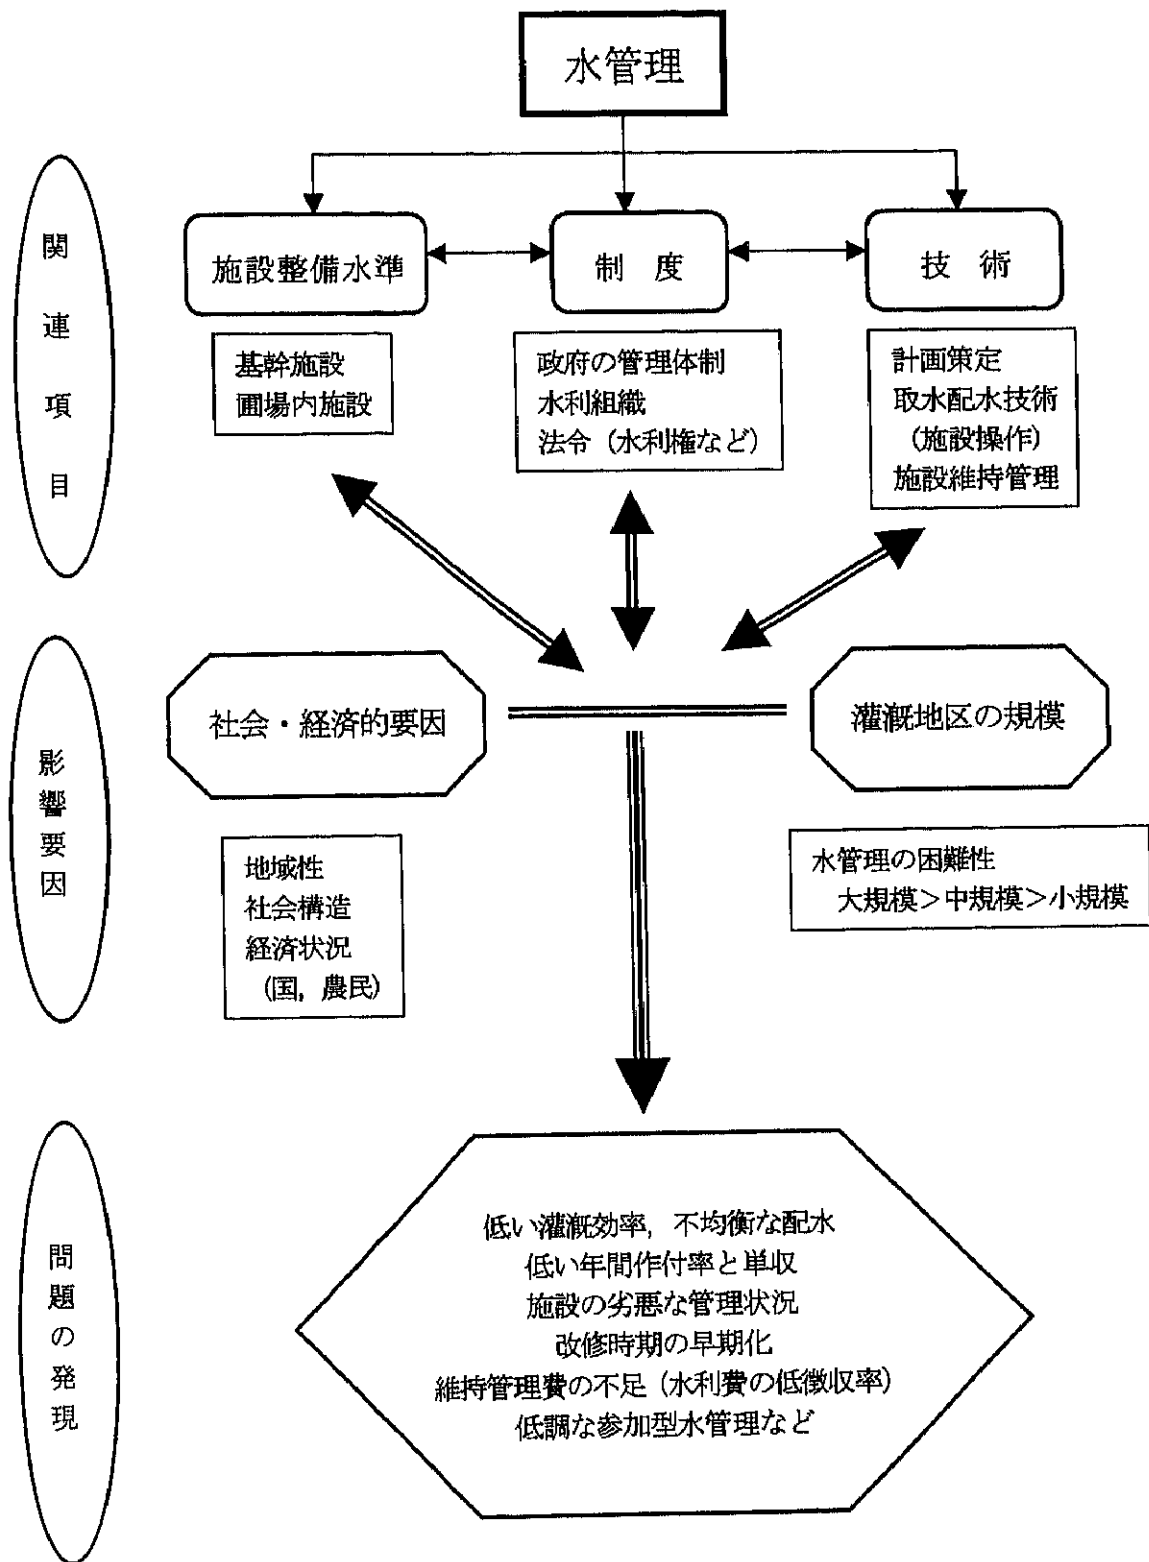 水管理
関連項目
施設整備水準
制　度
技　術
基幹施設
圃場内施設
政府の管理体制
水利組織
法令（水利権など）
計画策定
取水配水技術
（施設操作）
施設維持管理
影響要因
社会・経済的要因
灌漑地区の規模
地域性
社会構造
経済状況
（国，農民）
水管理の困難性
大規模＞中規模＞小規模
問題の発現
低い灌漑効率，不均衡な配水
低い年間作付率と単収
施設の劣悪な管理状況
改修時期の早期化
維持管理費の不足（水利費の低徴収率）
低調な参加型水管理など